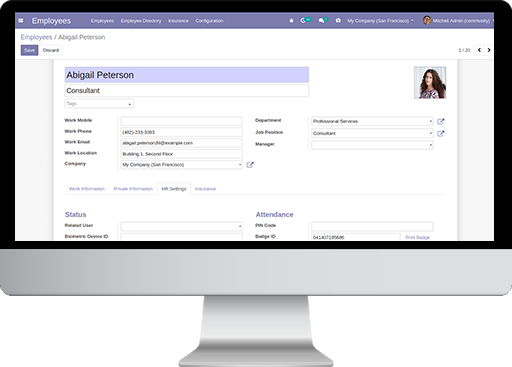 Employees Employees Employee Directory Insurance Configuration My Company (San Francisco) Mitchell Admin (community)
Employees / Abigail Peterson
Save Discard 1 / 20
Abigail Peterson
Consultant
Tags
Work Mobile
Department Professional Services
Work Phone (482)-233-3393
Job Position Consultant
Work Email abigail.peterson39@example.com
Manager
Work Location Building 1, Second Floor
Company My Company (San Francisco)
Work Information Private Information HR Settings Insurance
Status Attendance
Related User PIN Code
Biometric Device ID Badge ID 041407195686 Print Badge